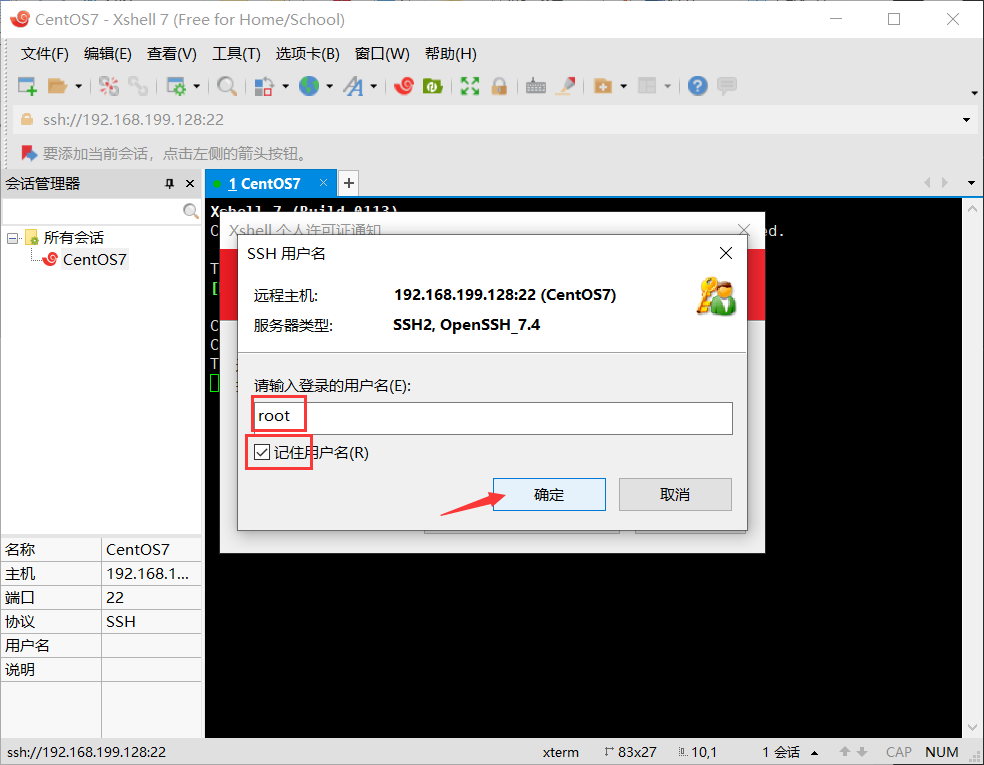 CentOS7 - Xshell 7 (Free for Home/School)
文件(F) 编辑(E) 查看(V) 工具(T) 选项卡(B) 窗口(W) 帮助(H)
ssh://192.168.199.128:22
要添加当前会话，点击左侧的箭头按钮。
会话管理器
1 CentOS7
所有会话
CentOS7
Xshell 7 (Build 0113)
C
ed.
Xshell 个人许可证通知
T
[
C
C
T
SSH 用户名
远程主机: 192.168.199.128:22 (CentOS7)
服务器类型: SSH2, OpenSSH_7.4
请输入登录的用户名(E):
root
记住用户名(R)
确定 取消
名称 CentOS7
主机 192.168.1...
端口 22
协议 SSH
用户名
说明
ssh://192.168.199.128:22 xterm 83x27 10,1 1 会话 CAP NUM